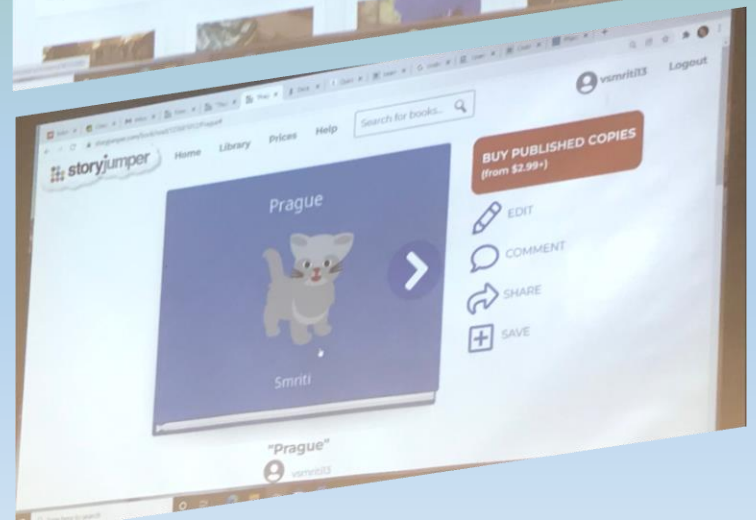 vsmriti13 Logout
storyjumper Home Library Prices Help Search for books...
BUY PUBLISHED COPIES
(from $2.99+)
Prague
EDIT
COMMENT
SHARE
SAVE
Smriti
"Prague"
vsmriti13